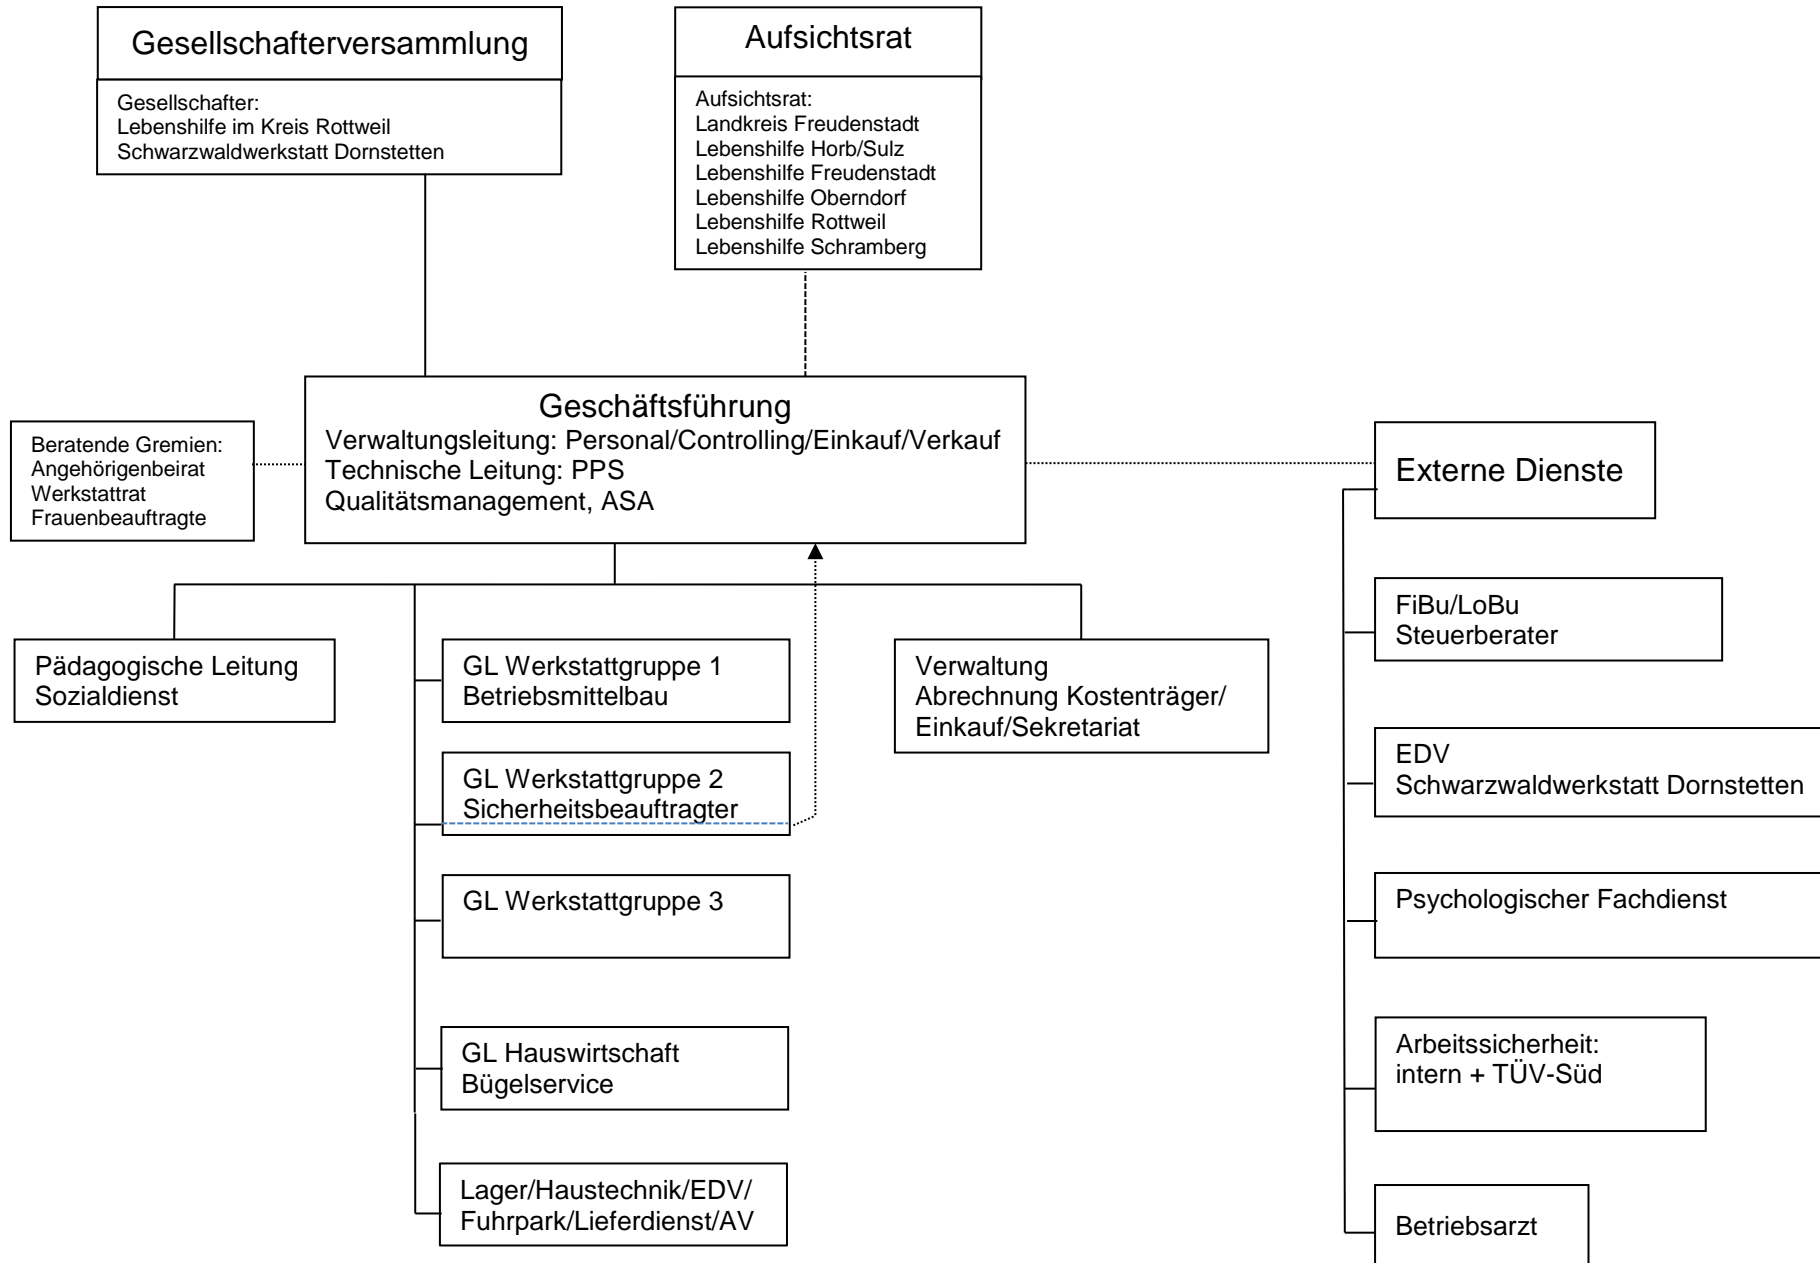 Gesellschafterversammlung
Gesellschafter:
Lebenshilfe im Kreis Rottweil
Schwarzwaldwerkstatt Dornstetten
Aufsichtsrat
Aufsichtsrat:
Landkreis Freudenstadt
Lebenshilfe Horb/Sulz
Lebenshilfe Freudenstadt
Lebenshilfe Oberndorf
Lebenshilfe Rottweil
Lebenshilfe Schramberg
Beratende Gremien:
Angehörigenbeirat
Werkstattrat
Frauenbeauftragte
Geschäftsführung
Verwaltungsleitung: Personal/Controlling/Einkauf/Verkauf
Technische Leitung: PPS
Qualitätsmanagement, ASA
Externe Dienste
Pädagogische Leitung
Sozialdienst
GL Werkstattgruppe 1
Betriebsmittelbau
GL Werkstattgruppe 2
Sicherheitsbeauftragter
GL Werkstattgruppe 3
GL Hauswirtschaft
Bügelservice
Lager/Haustechnik/EDV/
Fuhrpark/Lieferdienst/AV
Verwaltung
Abrechnung Kostenträger/
Einkauf/Sekretariat
FiBu/LoBu
Steuerberater
EDV
Schwarzwaldwerkstatt Dornstetten
Psychologischer Fachdienst
Arbeitssicherheit:
intern + TÜV-Süd
Betriebsarzt